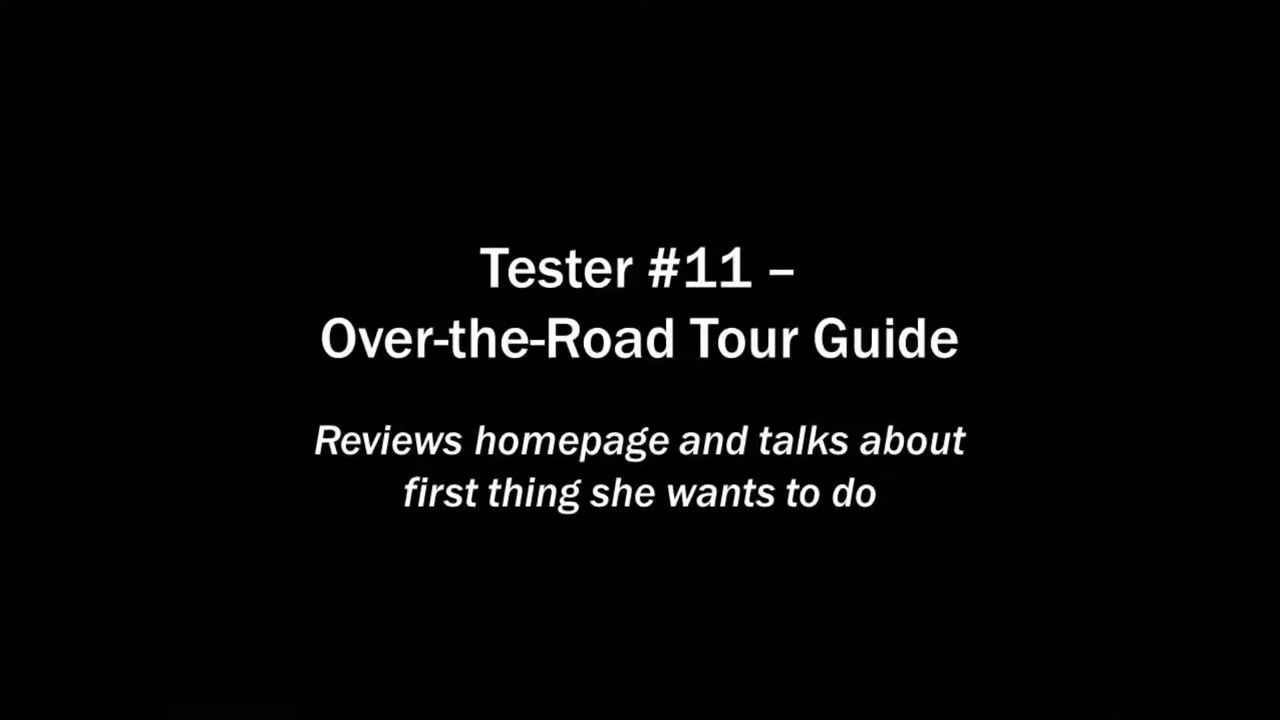 Tester #11 –
Over-the-Road Tour Guide
Reviews homepage and talks about
first thing she wants to do